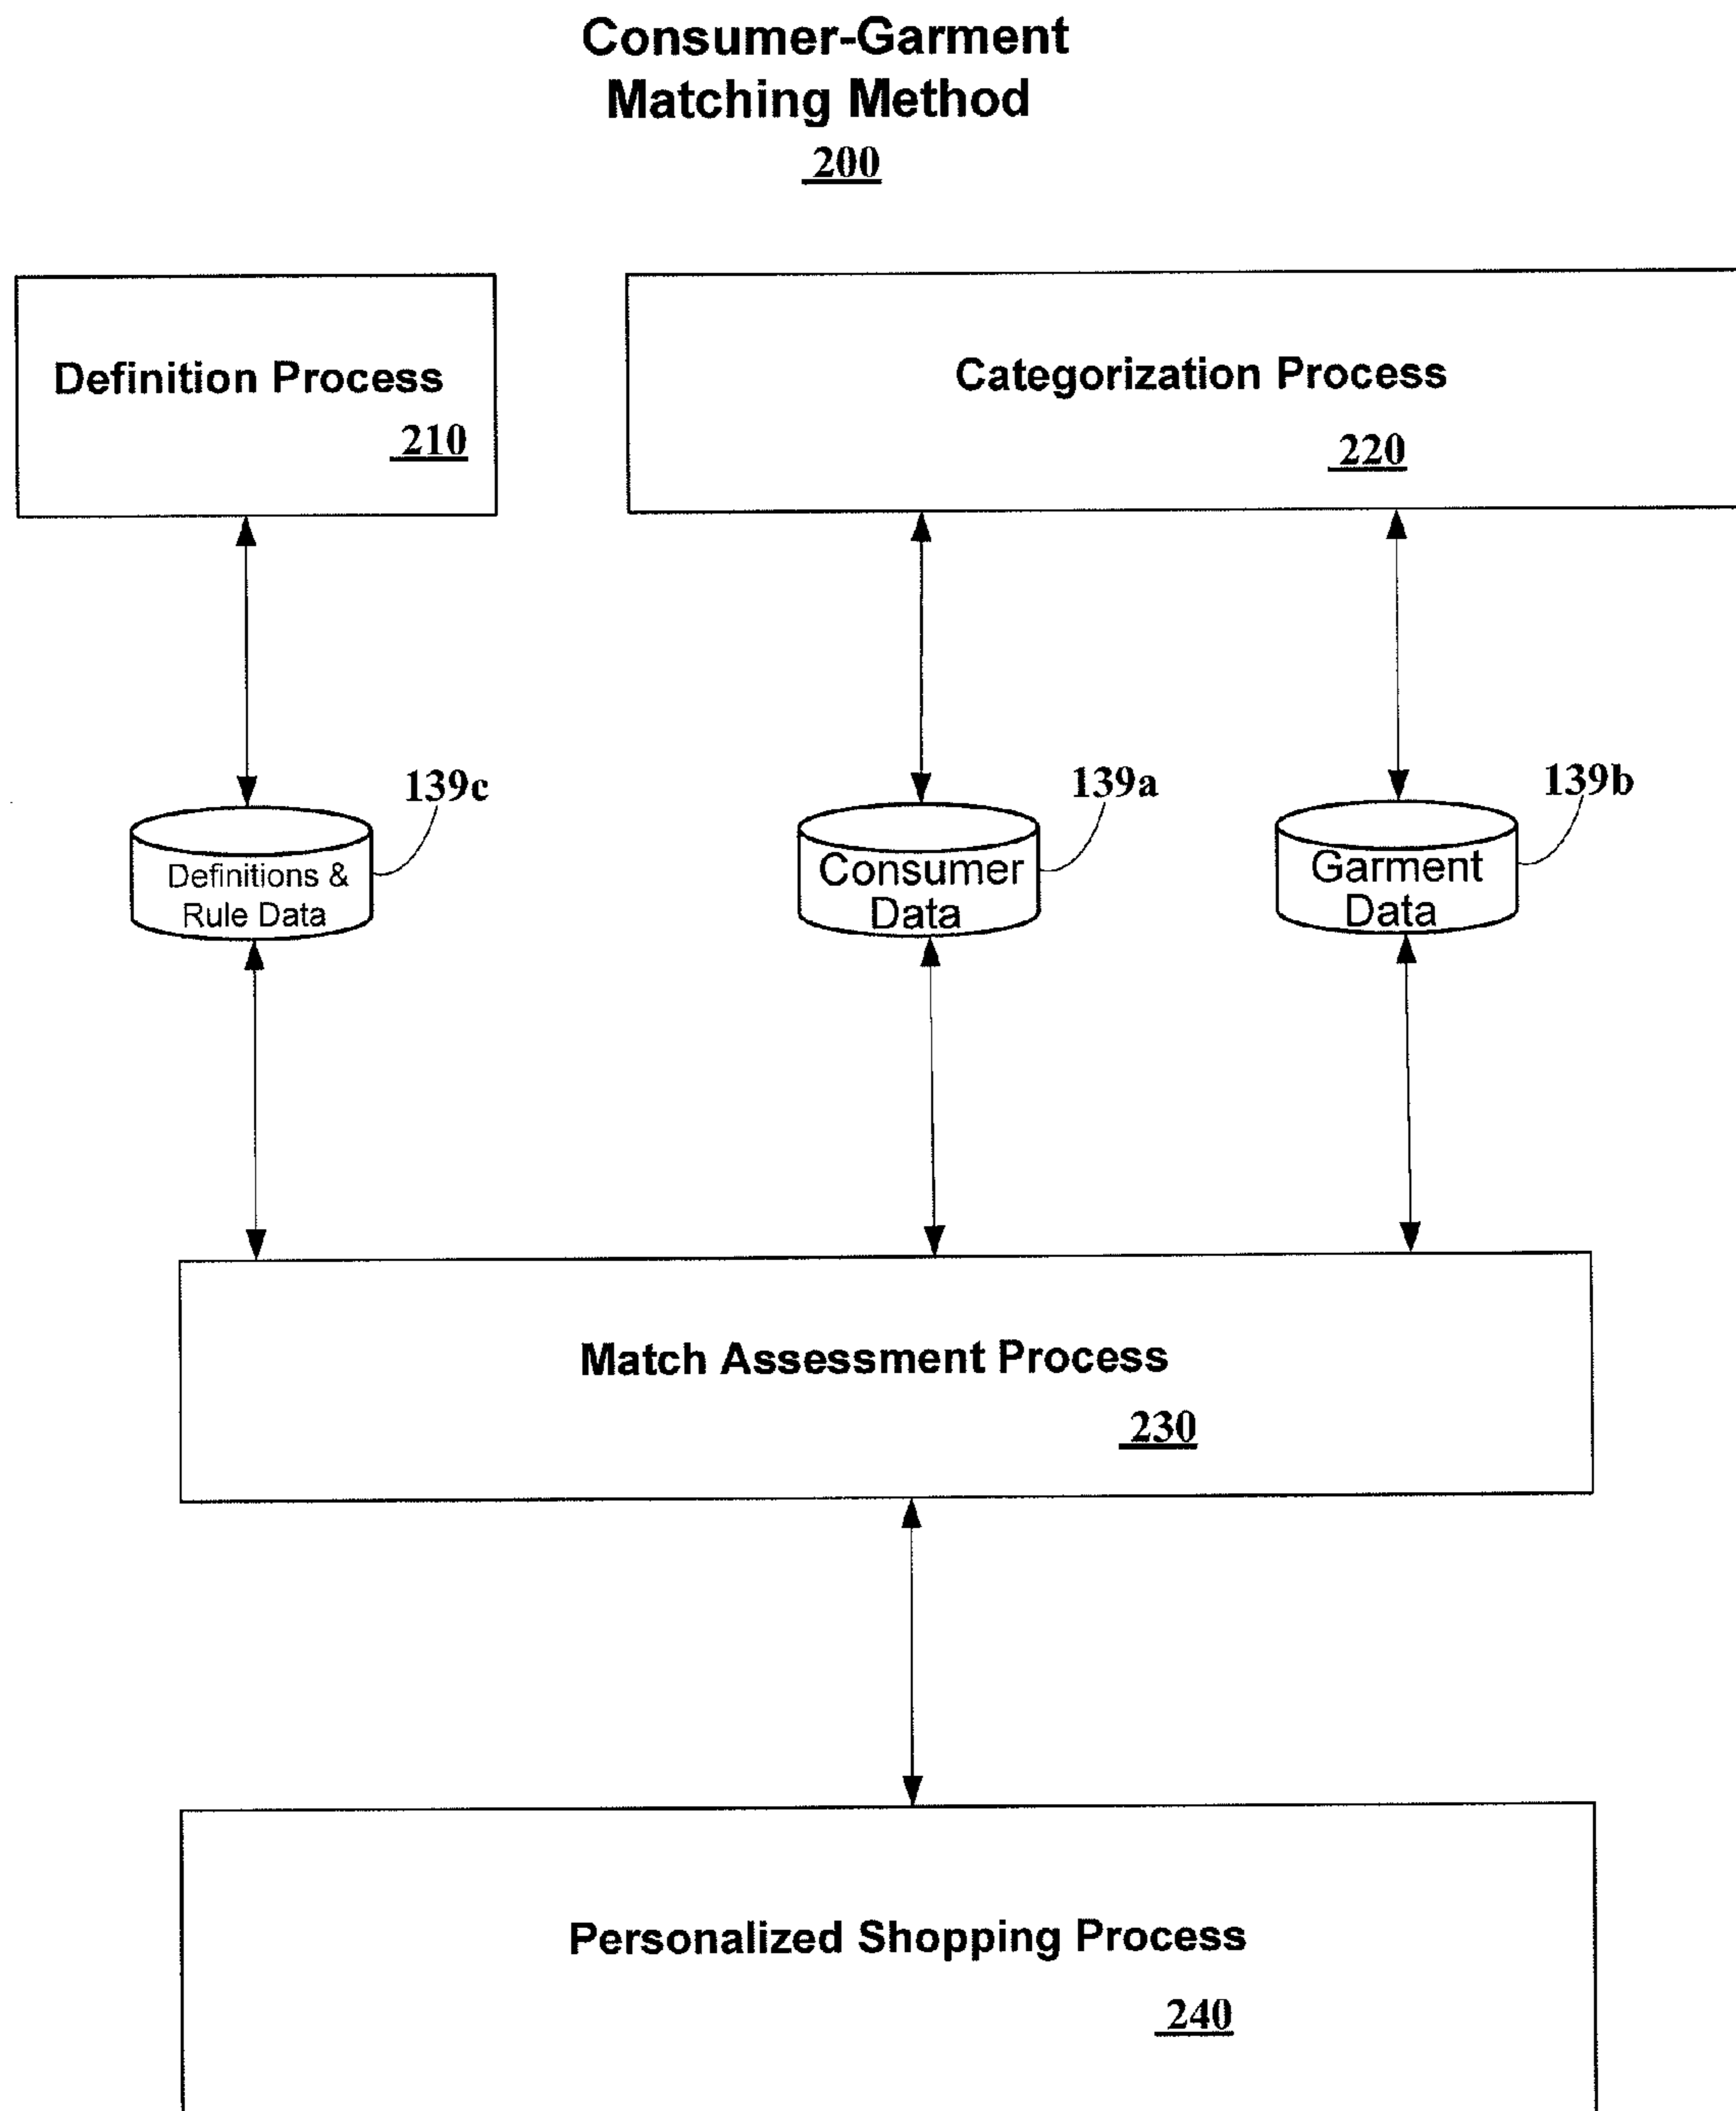 Consumer-Garment
Matching Method
200
Definition Process
210
Categorization Process
220
139c
139a
139b
Definitions &
Rule Data
Consumer
Data
Garment
Data
Match Assessment Process
230
Personalized Shopping Process
240